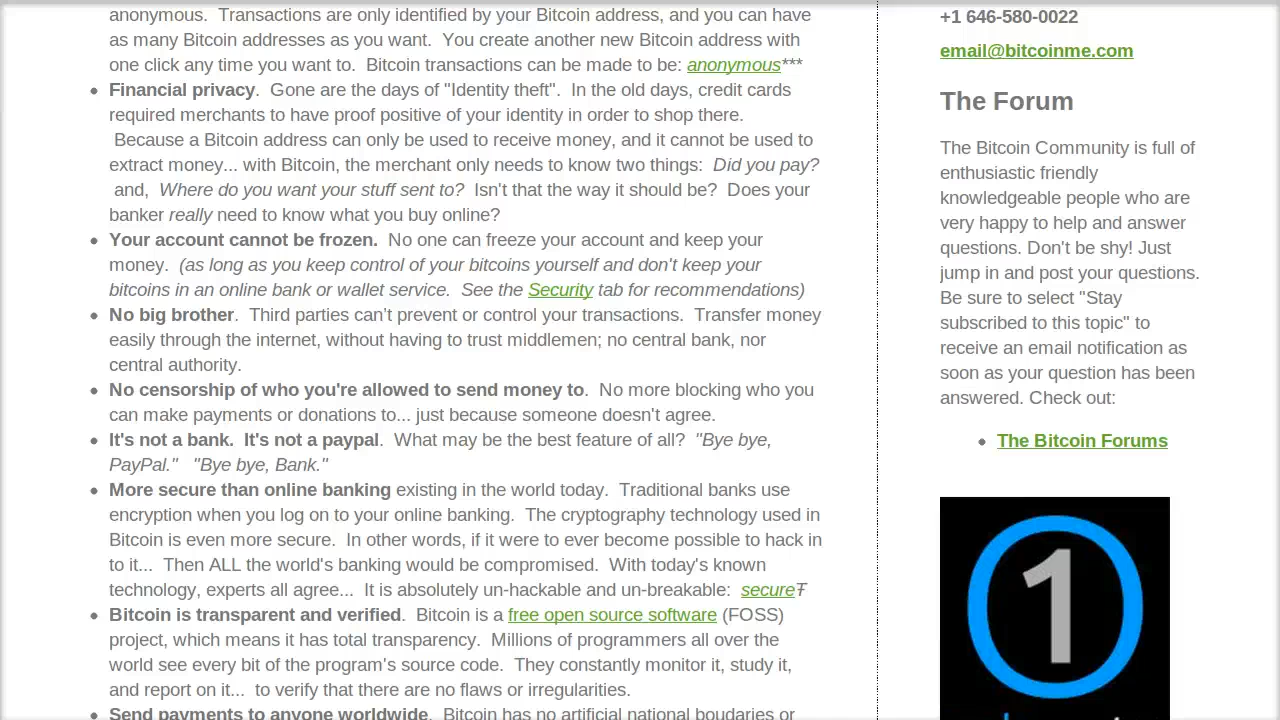 anonymous.  Transactions are only identified by your Bitcoin address, and you can have
as many Bitcoin addresses as you want.  You create another new Bitcoin address with
one click any time you want to.  Bitcoin transactions can be made to be: anonymous***
Financial privacy.  Gone are the days of "Identity theft".  In the old days, credit cards
required merchants to have proof positive of your identity in order to shop there.
Because a Bitcoin address can only be used to receive money, and it cannot be used to
extract money... with Bitcoin, the merchant only needs to know two things:  Did you pay?
and,  Where do you want your stuff sent to?  Isn't that the way it should be?  Does your
banker really need to know what you buy online?
Your account cannot be frozen.  No one can freeze your account and keep your
money.  (as long as you keep control of your bitcoins yourself and don't keep your
bitcoins in an online bank or wallet service.  See the Security tab for recommendations)
No big brother.  Third parties can't prevent or control your transactions.  Transfer money
easily through the internet, without having to trust middlemen; no central bank, nor
central authority.
No censorship of who you're allowed to send money to.  No more blocking who you
can make payments or donations to... just because someone doesn't agree.
It's not a bank.  It's not a paypal.  What may be the best feature of all?  "Bye bye,
PayPal."   "Bye bye, Bank."
More secure than online banking existing in the world today.  Traditional banks use
encryption when you log on to your online banking.  The cryptography technology used in
Bitcoin is even more secure.  In other words, if it were to ever become possible to hack in
to it...  Then ALL the world's banking would be compromised.  With today's known
technology, experts all agree...  It is absolutely un-hackable and un-breakable:  secureŦ
Bitcoin is transparent and verified.  Bitcoin is a free open source software (FOSS)
project, which means it has total transparency.  Millions of programmers all over the
world see every bit of the program's source code.  They constantly monitor it, study it,
and report on it...  to verify that there are no flaws or irregularities.
Send payments to anyone worldwide.  Bitcoin has no artificial national boudaries or
+1 646-580-0022
email@bitcoinme.com
The Forum
The Bitcoin Community is full of
enthusiastic friendly
knowledgeable people who are
very happy to help and answer
questions. Don't be shy! Just
jump in and post your questions.
Be sure to select "Stay
subscribed to this topic" to
receive an email notification as
soon as your question has been
answered. Check out:
The Bitcoin Forums
1